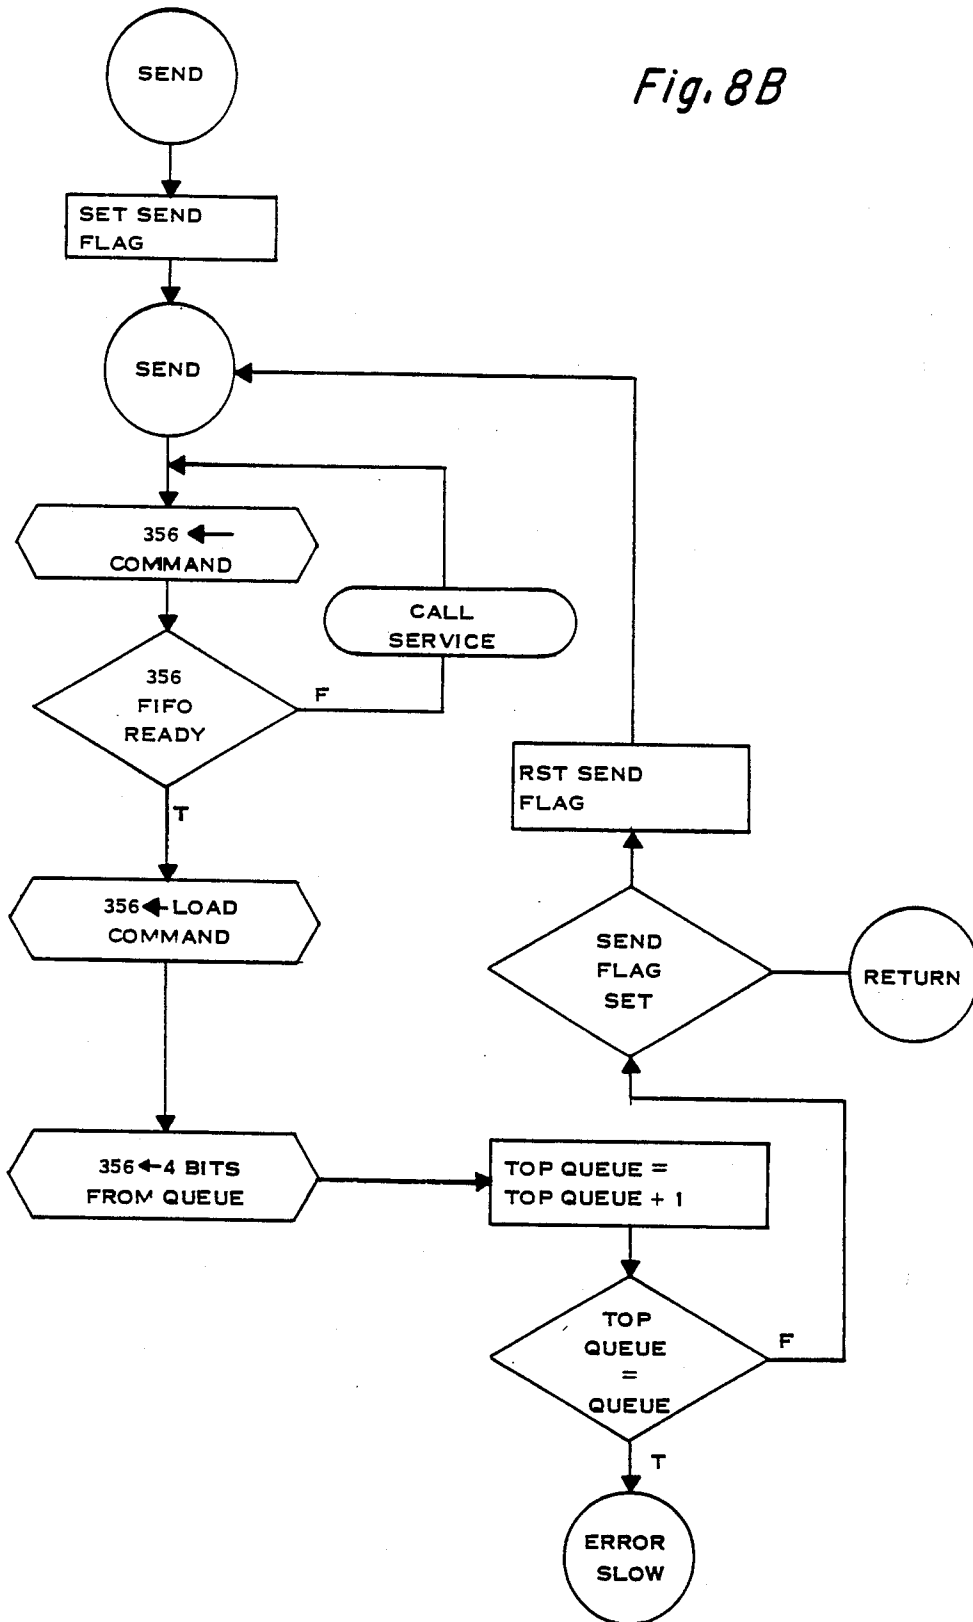 Fig. 8B
SEND
SET SEND
FLAG
SEND
356 ←
COMMAND
CALL
SERVICE
356
FIFO
READY
F
T
356 ← LOAD
COMMAND
356 ← 4 BITS
FROM QUEUE
RST SEND
FLAG
SEND
FLAG
SET
RETURN
TOP QUEUE =
TOP QUEUE + 1
TOP
QUEUE
=
QUEUE
F
T
ERROR
SLOW